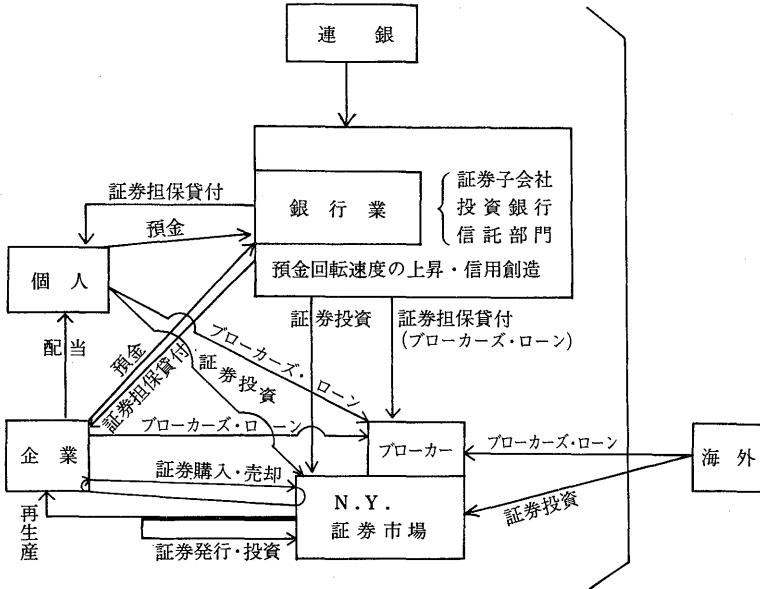 連銀
証券担保貸付
銀行業
証券子会社
投資銀行
信託部門
預金
個人
預金回転速度の上昇・信用創造
証券投資
証券担保貸付
(ブローカーズ・ローン)
配当
預金
証券担保貸付
ブローカーズ・ローン
証券投資
ブローカーズ・ローン
企業
ブローカー
ブローカーズ・ローン
海外
証券購入・売却
N.Y.
証券市場
証券投資
再生産
証券発行・投資